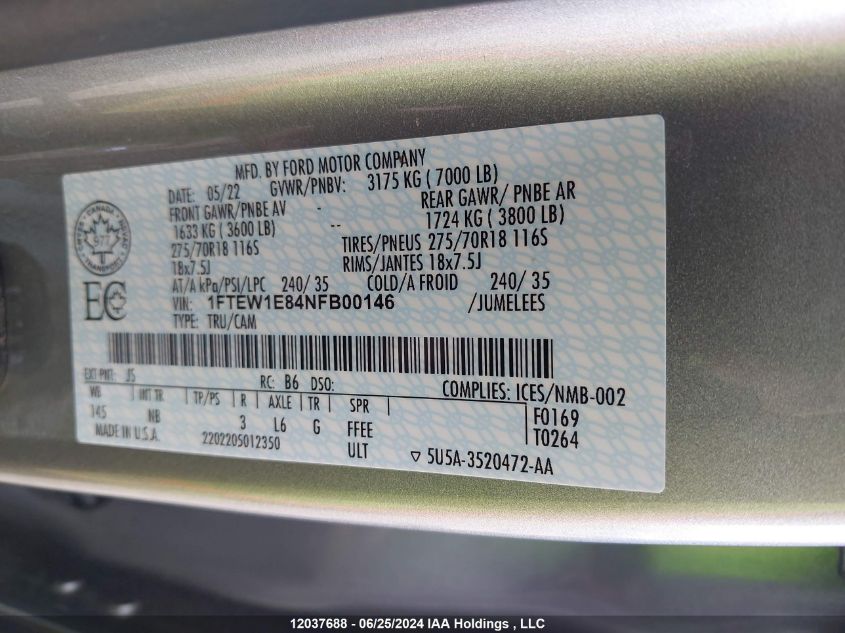 MFD. BY FORD MOTOR COMPANY
DATE: 05/22 GVWR/PNBV: 3175 KG ( 7000 LB)
FRONT GAWR/PNBE AV - REAR GAWR/ PNBE AR
1633 KG ( 3600 LB) -- 1724 KG ( 3800 LB)
275/70R18 116S TIRES/PNEUS 275/70R18 116S
18x7.5J RIMS/JANTES 18x7.5J
AT/A kPa/PSI/LPC 240/ 35 COLD/A FROID 240/ 35
VIN: 1FTEW1E84NFB00146 /JUMELEES
TYPE: TRU/CAM
CANADA
TRANSPORT
977
EC
EXT PNT: J5 RC: B6 DSO: COMPLIES: ICES/NMB-002
WB INT TR TP/PS R AXLE TR SPR F0169
145 NB 3 L6 G FFEE T0264
MADE IN U.S.A. 2202205012350 ULT 5U5A-3520472-AA
12037688 - 06/25/2024 IAA Holdings , LLC